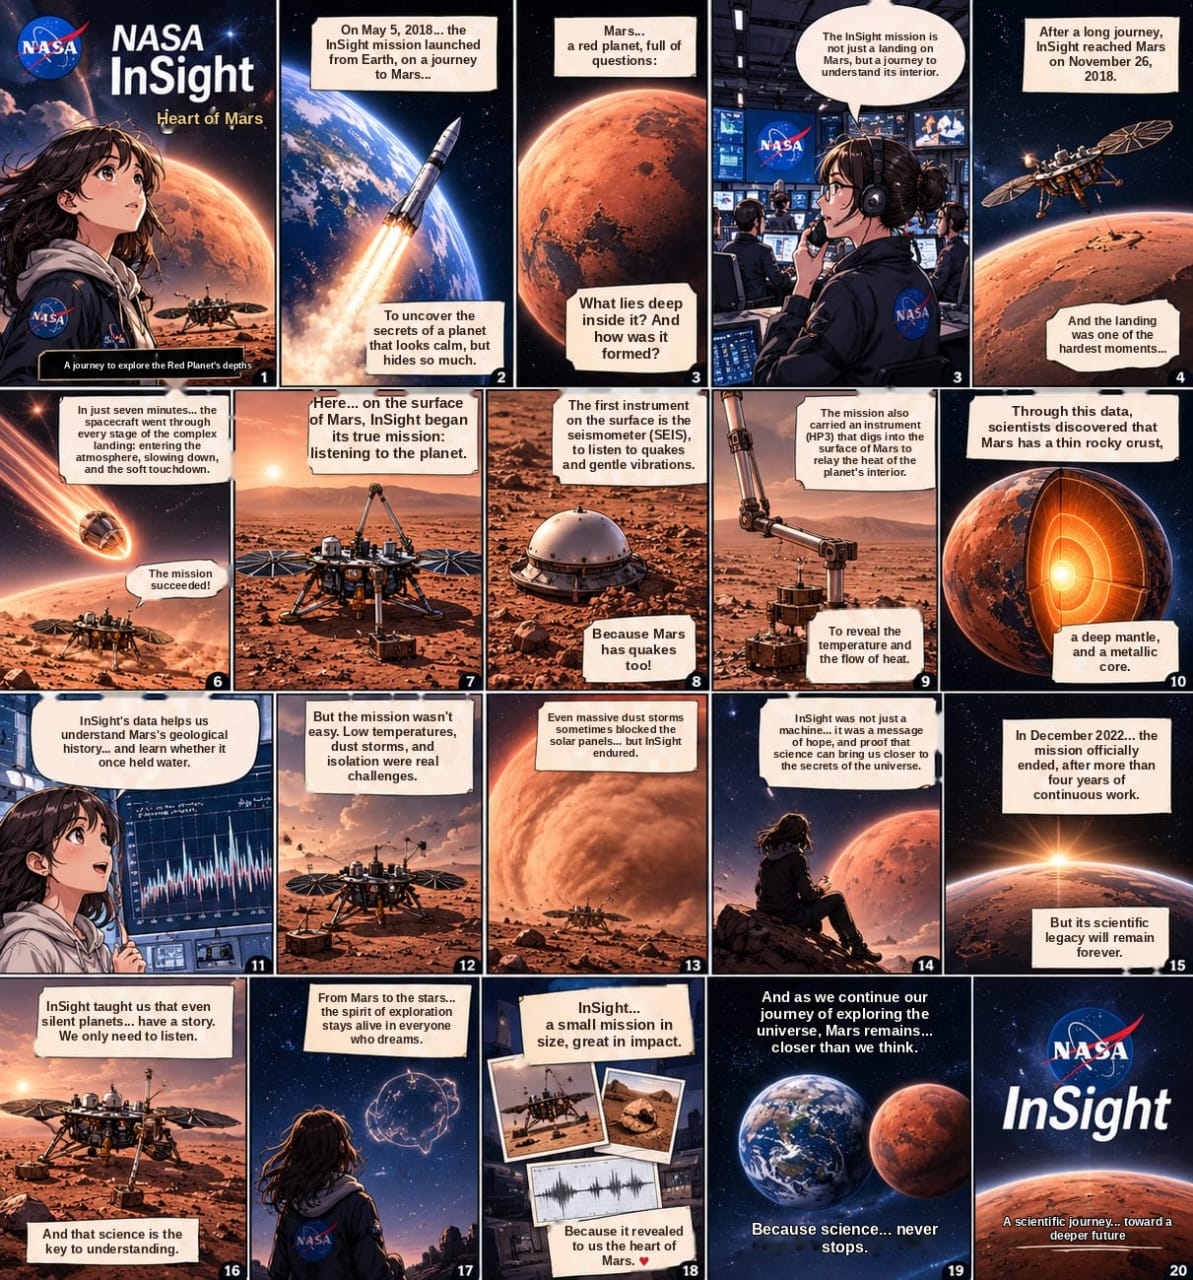 NASA
NASA
InSight
Heart of Mars
NASA
A journey to explore the Red Planet's depths
1
On May 5, 2018... the
InSight mission launched
from Earth, on a journey
to Mars...
To uncover the
secrets of a planet
that looks calm, but
hides so much.
2
Mars...
a red planet, full of
questions:
What lies deep
inside it? And
how was it
formed?
3
The InSight mission is
not just a landing on
Mars, but a journey to
understand its interior.
NASA
NASA
3
After a long journey,
InSight reached Mars
on November 26,
2018.
And the landing
was one of the
hardest moments...
4
In just seven minutes... the
spacecraft went through
every stage of the complex
landing: entering the
atmosphere, slowing down,
and the soft touchdown.
The mission
succeeded!
6
Here... on the surface
of Mars, InSight began
its true mission:
listening to the planet.
7
The first instrument
on the surface is the
seismometer (SEIS),
to listen to quakes
and gentle vibrations.
Because Mars
has quakes
too!
8
The mission also
carried an instrument
(HP3) that digs into the
surface of Mars to
relay the heat of the
planet's interior.
To reveal the
temperature and
the flow of heat.
9
Through this data,
scientists discovered that
Mars has a thin rocky crust,
a deep mantle,
and a metallic
core.
10
InSight's data helps us
understand Mars's geological
history... and learn whether it
once held water.
11
But the mission wasn't
easy. Low temperatures,
dust storms, and
isolation were real
challenges.
12
Even massive dust storms
sometimes blocked the
solar panels... but InSight
endured.
13
InSight was not just a
machine... it was a message
of hope, and proof that
science can bring us closer to
the secrets of the universe.
14
In December 2022... the
mission officially
ended, after more than
four years of
continuous work.
But its scientific
legacy will remain
forever.
15
InSight taught us that even
silent planets... have a story.
We only need to listen.
And that science is the
key to understanding.
16
From Mars to the stars...
the spirit of exploration
stays alive in everyone
who dreams.
NASA
17
InSight...
a small mission in
size, great in impact.
Because it revealed
to us the heart of
Mars. ♥
18
And as we continue our
journey of exploring the
universe, Mars remains...
closer than we think.
Because science... never
stops.
19
NASA
InSight
A scientific journey... toward a
deeper future
20